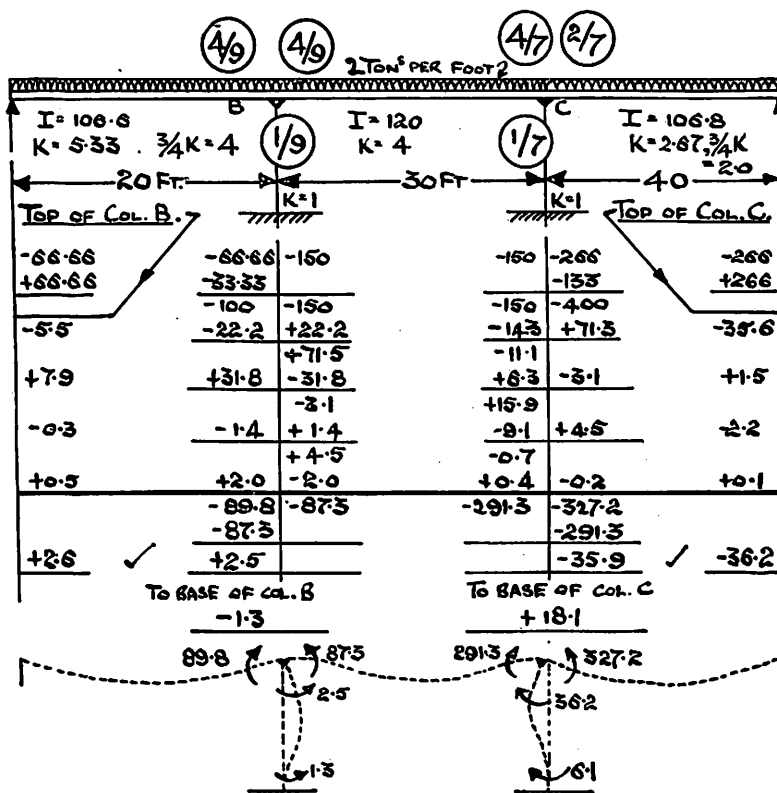 4/9 4/9 4/7 2/7
2 TONS PER FOOT 2
B C
I = 106.6 I = 120 I = 106.8
K = 5.33 . 3/4 K = 4 1/9 K = 4 1/7 K = 2.67, 3/4 K
= 2.0
20 FT. 30 FT 40
K=1 K=1
TOP OF COL. B. TOP OF COL. C,
-66.66 -66.66 -150 -150 -266 -266
+66.66 -33.33 -133 +266
-100 -150 -150 -400
-5.5 -22.2 +22.2 -14.3 +71.3 -35.6
+71.5 -11.1
+7.9 +31.8 -31.8 +6.3 -3.1 +1.5
-3.1 +15.9
-0.3 -1.4 +1.4 -9.1 +4.5 -2.2
+4.5 -0.7
+0.5 +2.0 -2.0 +0.4 -0.2 +0.1
-89.8 -87.3 -291.3 -327.2
-87.3 -291.3
+2.6 ✓ +2.5 -35.9 ✓ -36.2
TO BASE OF COL. B TO BASE OF COL. C
-1.3 +18.1
89.8 87.3 291.3 327.2
2.5 36.2
1.3 6.1